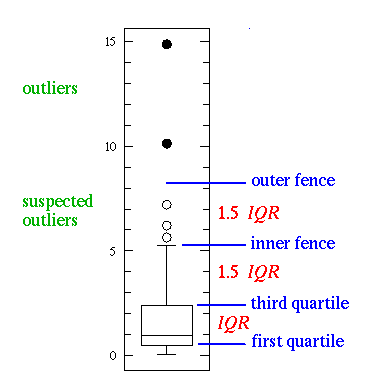 15
outliers
10
outer fence
suspected
outliers
1.5 IQR
inner fence
5
1.5 IQR
third quartile
IQR
first quartile
0